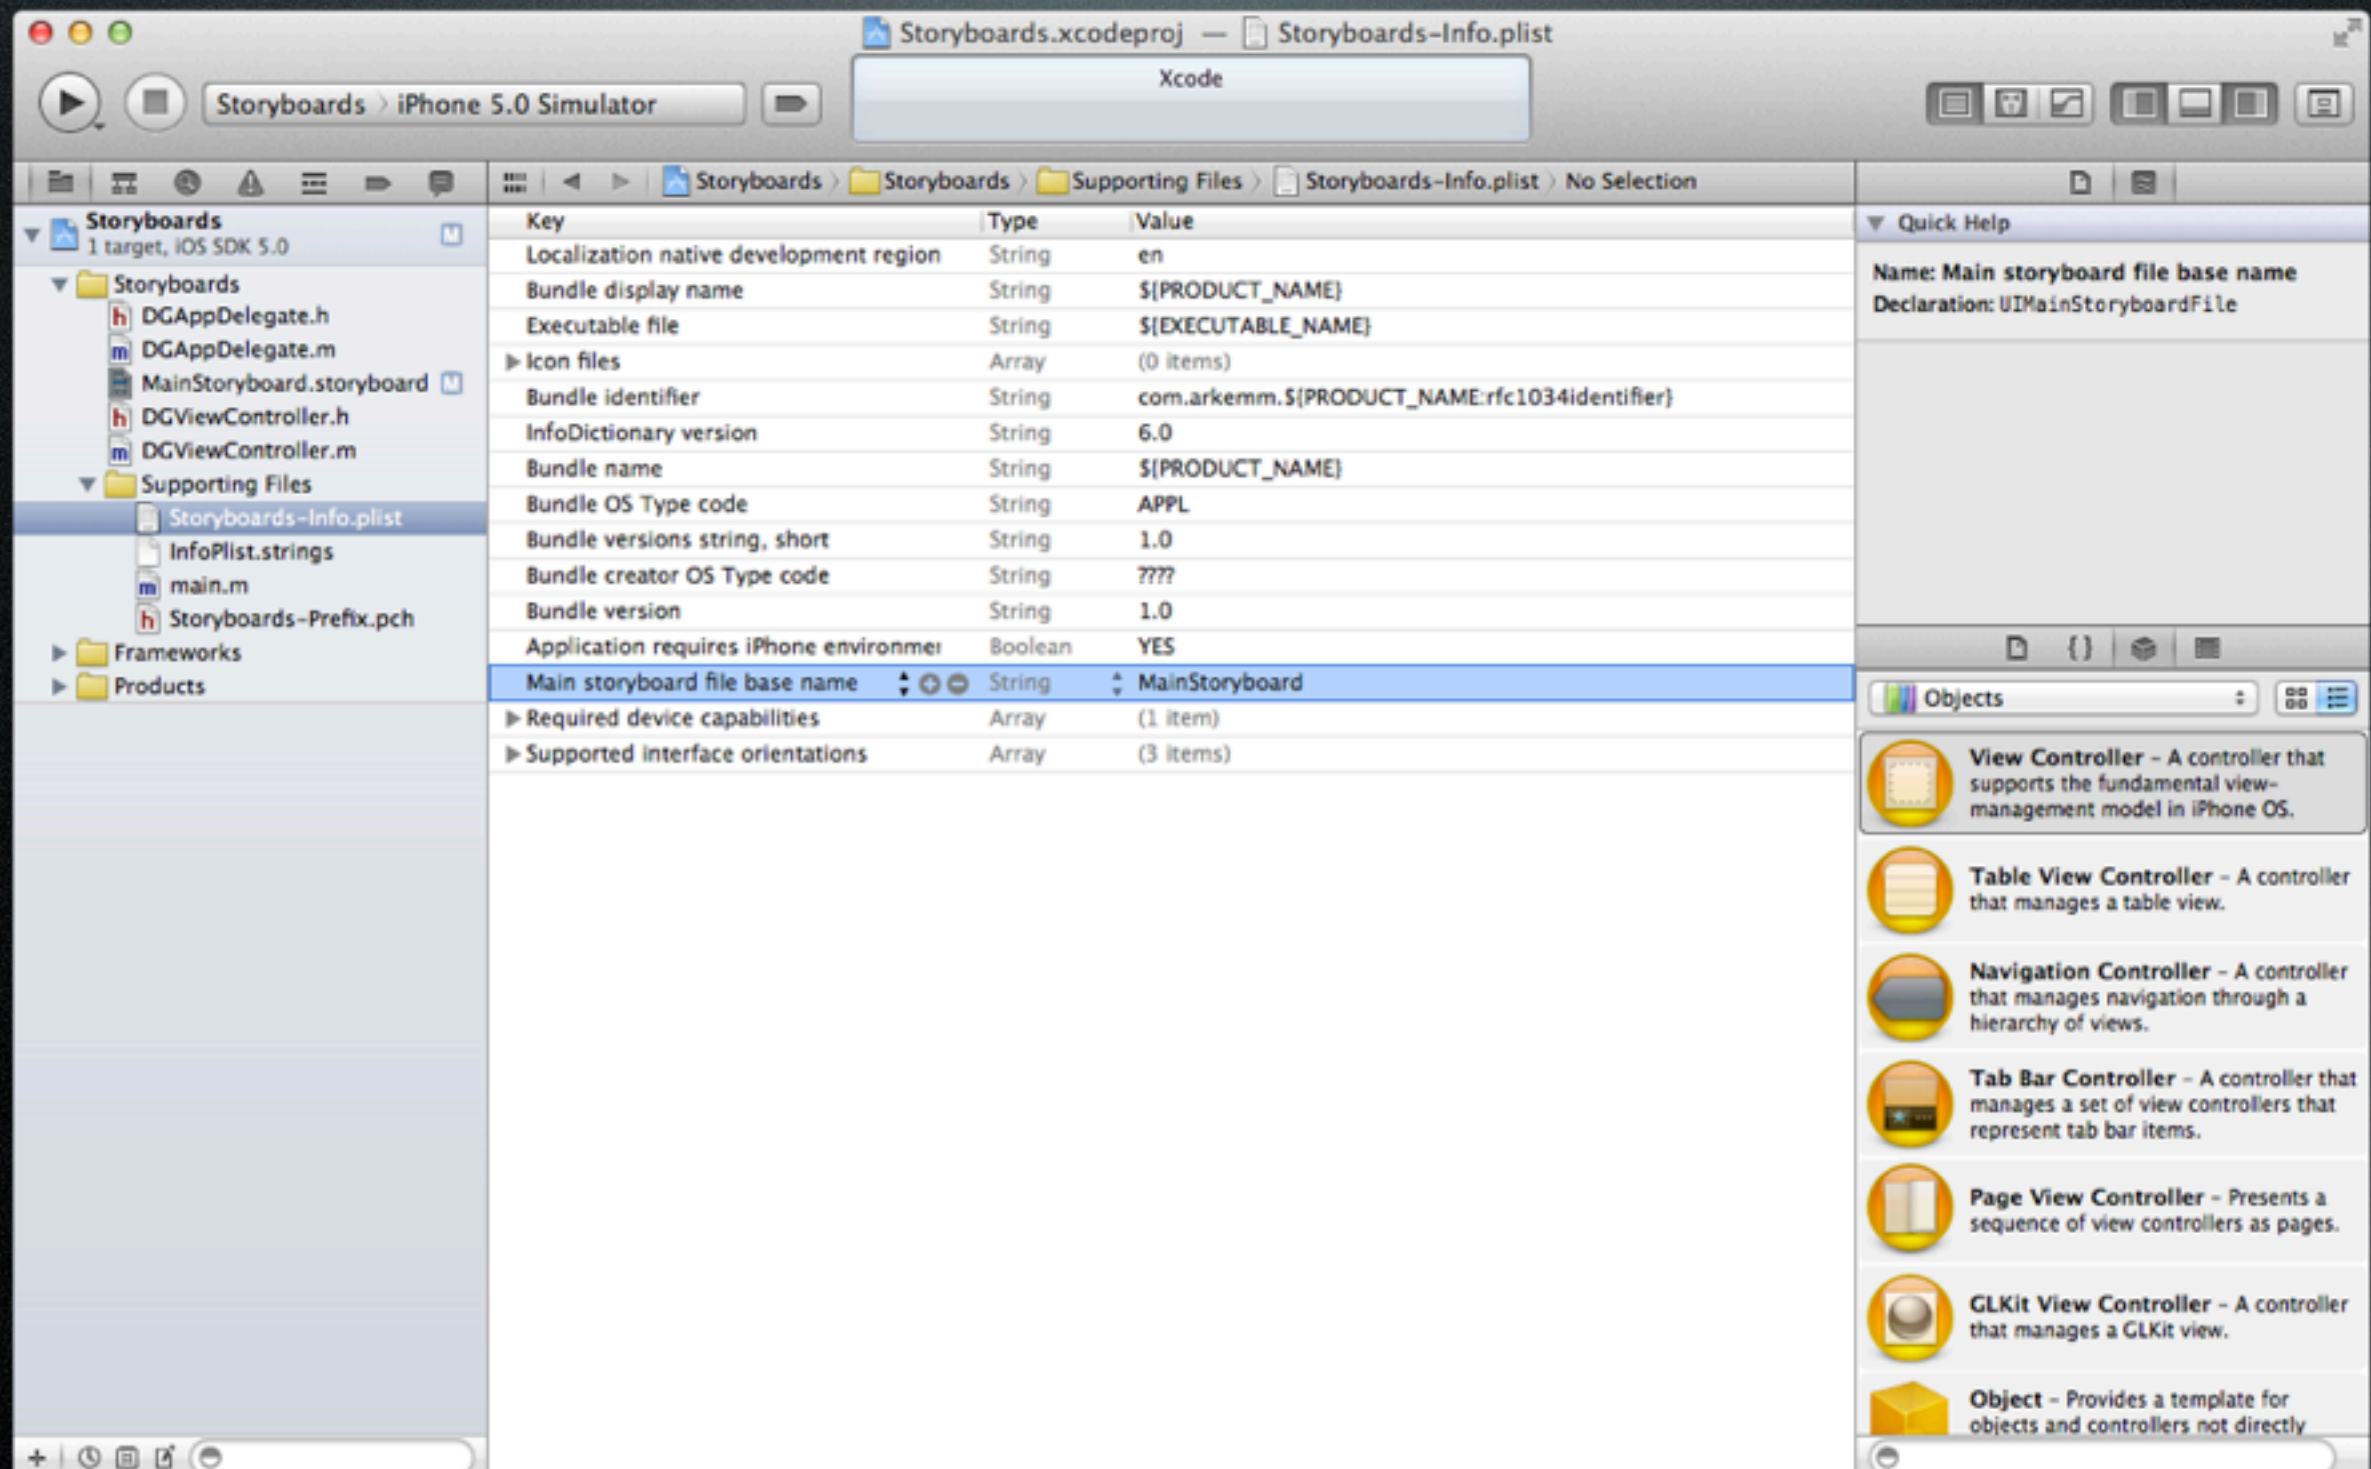 Storyboards.xcodeproj — Storyboards-Info.plist
Storyboards › iPhone 5.0 Simulator
Xcode
Storyboards › Storyboards › Supporting Files › Storyboards-Info.plist › No Selection
Storyboards
1 target, iOS SDK 5.0
M
Storyboards
h DGAppDelegate.h
m DGAppDelegate.m
MainStoryboard.storyboard M
h DGViewController.h
m DGViewController.m
Supporting Files
Storyboards-Info.plist
InfoPlist.strings
m main.m
h Storyboards-Prefix.pch
Frameworks
Products
Key Type Value
Localization native development region String en
Bundle display name String ${PRODUCT_NAME}
Executable file String ${EXECUTABLE_NAME}
Icon files Array (0 items)
Bundle identifier String com.arkemm.${PRODUCT_NAME:rfc1034identifier}
InfoDictionary version String 6.0
Bundle name String ${PRODUCT_NAME}
Bundle OS Type code String APPL
Bundle versions string, short String 1.0
Bundle creator OS Type code String ????
Bundle version String 1.0
Application requires iPhone environmer Boolean YES
Main storyboard file base name String MainStoryboard
Required device capabilities Array (1 item)
Supported interface orientations Array (3 items)
Quick Help
Name: Main storyboard file base name
Declaration: UIMainStoryboardFile
{}
Objects
View Controller – A controller that
supports the fundamental view-
management model in iPhone OS.
Table View Controller – A controller
that manages a table view.
Navigation Controller – A controller
that manages navigation through a
hierarchy of views.
Tab Bar Controller – A controller that
manages a set of view controllers that
represent tab bar items.
Page View Controller – Presents a
sequence of view controllers as pages.
GLKit View Controller – A controller
that manages a GLKit view.
Object – Provides a template for
objects and controllers not directly